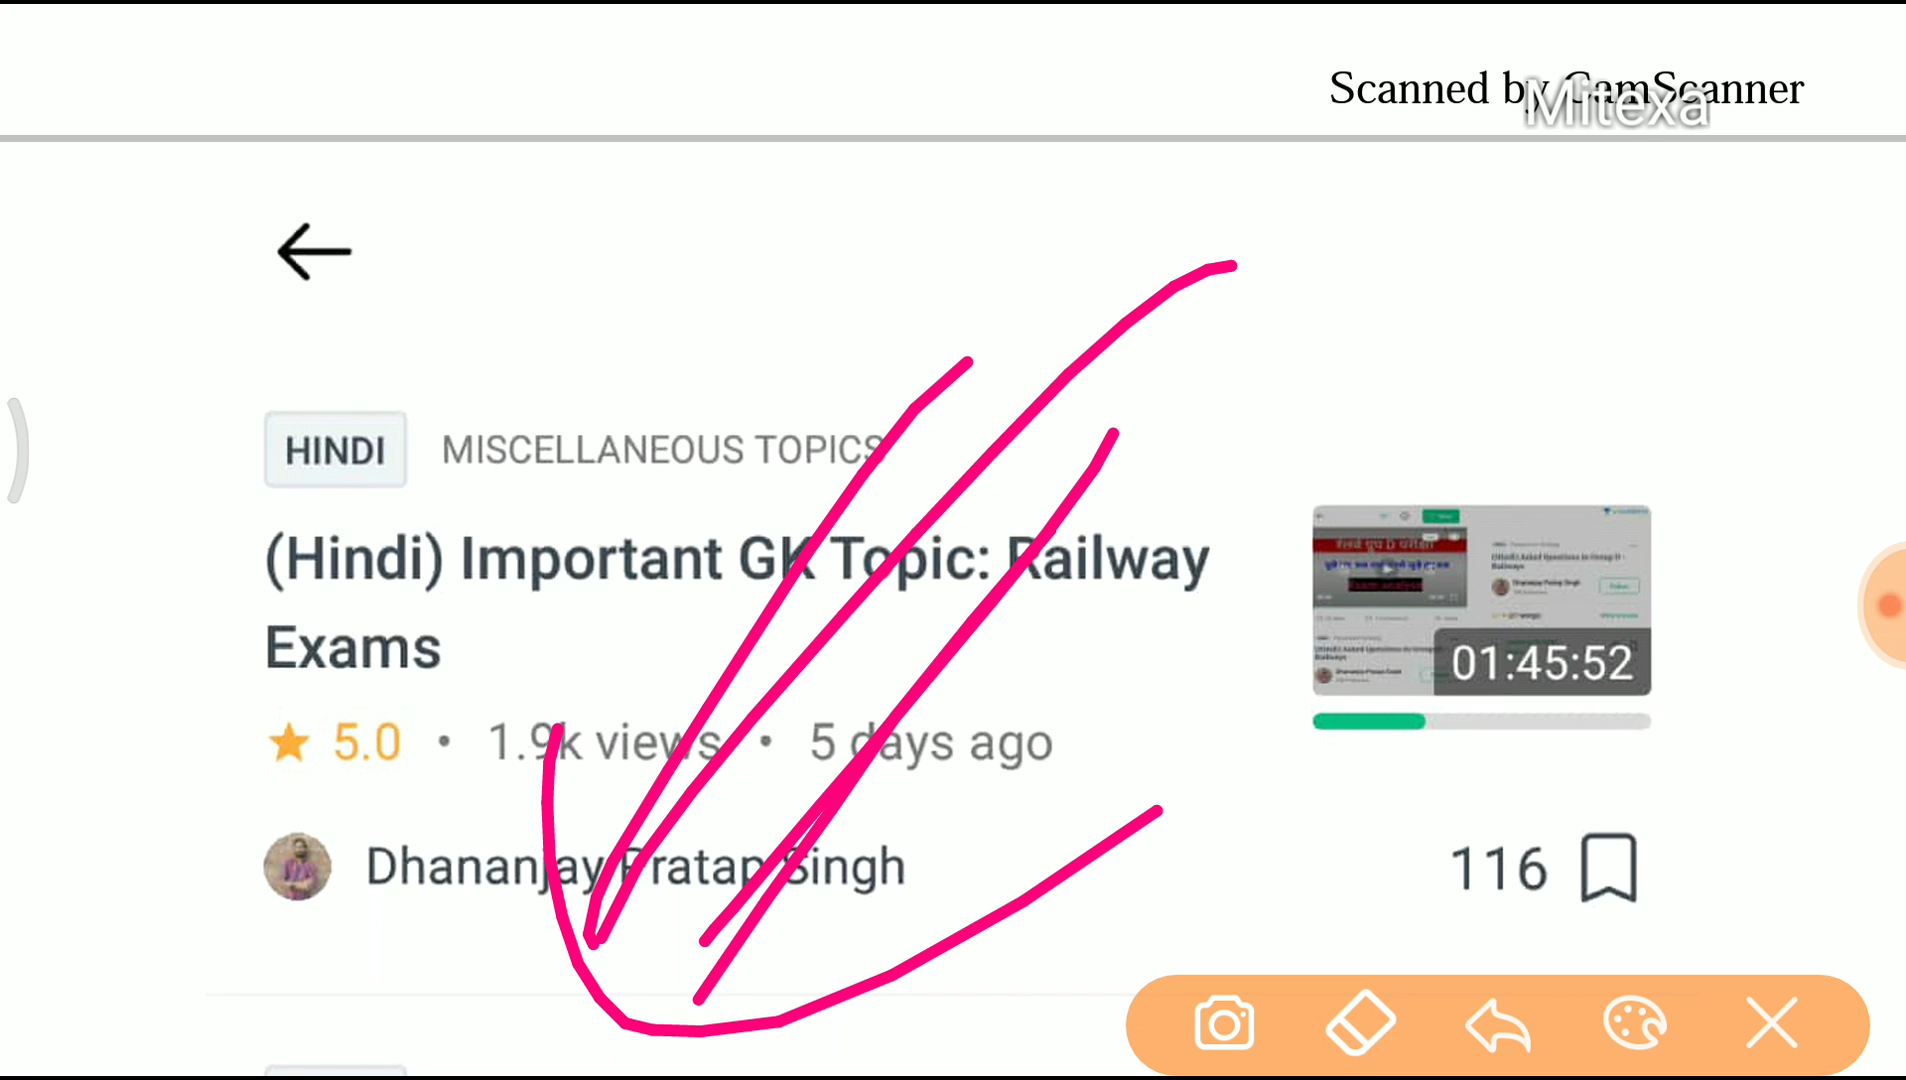 Scanned by CamScanner
Mitexa
HINDI MISCELLANEOUS TOPICS
(Hindi) Important GK Topic: Railway
Exams
01:45:52
5.0 • 1.9k views • 5 days ago
Dhananjay Pratap Singh
116